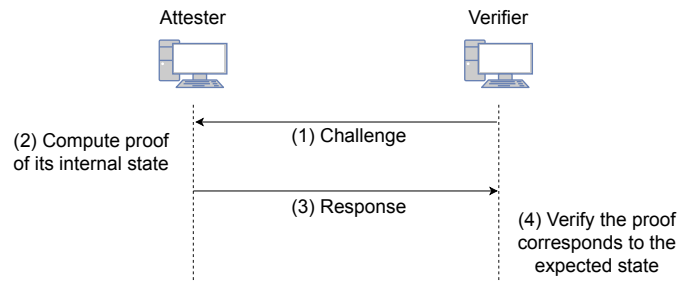 Attester
Verifier
(1) Challenge
(2) Compute proof
of its internal state
(3) Response
(4) Verify the proof
corresponds to the
expected state